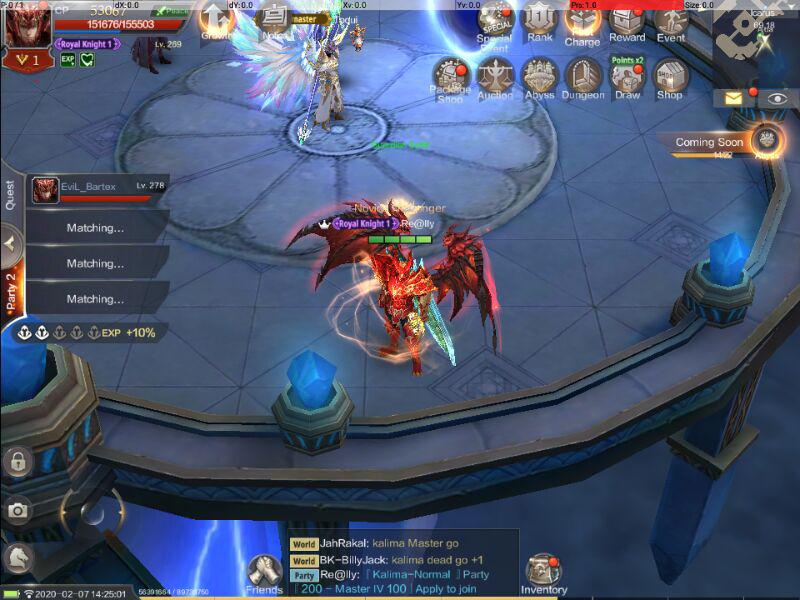 P:0 / 1
dX:0.0
dY:0.0
Xv:0.0
Yv:0.0
Prs:1.0
Size:0.0
CP 53067
Peace
151676/155503
Royal Knight 1
Lv. 269
1
EXP
master
Special Event
Rank
Charge
Reward
Event
Icarus
Package Shop
Auction
Abyss
Dungeon
Points x2
Draw
Shop
Coming Soon
Quest
EviL_Bartex
Lv. 278
Matching...
Matching...
Matching...
Party 2
EXP +10%
Royal Knight 1
Re@lly
World JahRakal: kalima Master go
World BK-BillyJack: kalima dead go +1
Party Re@lly: 「Kalima-Normal 」Party
「200 - Master IV 100」Apply to join
Friends
Inventory
2020-02-07 14:25:01